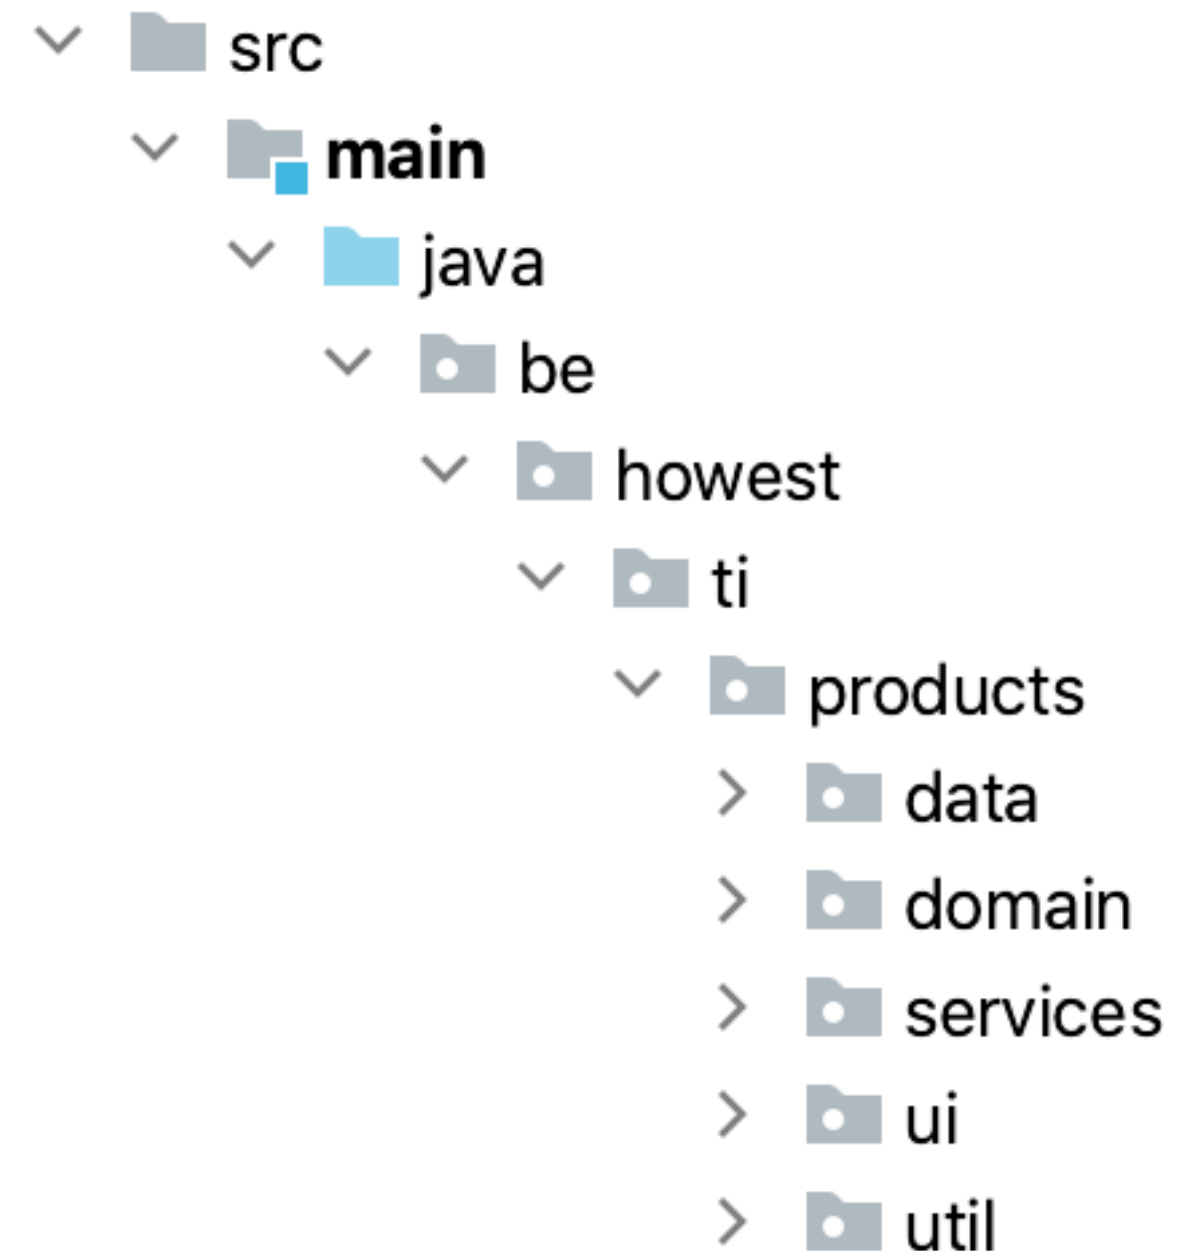 src
main
java
be
howest
ti
products
data
domain
services
ui
util